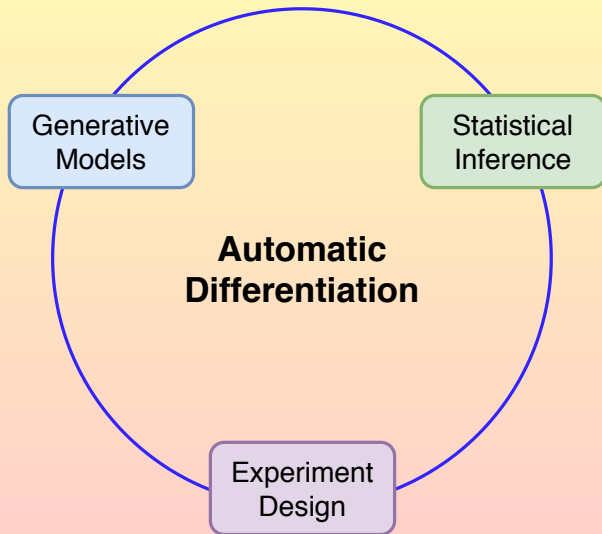 Generative
Models
Statistical
Inference
Automatic
Differentiation
Experiment
Design